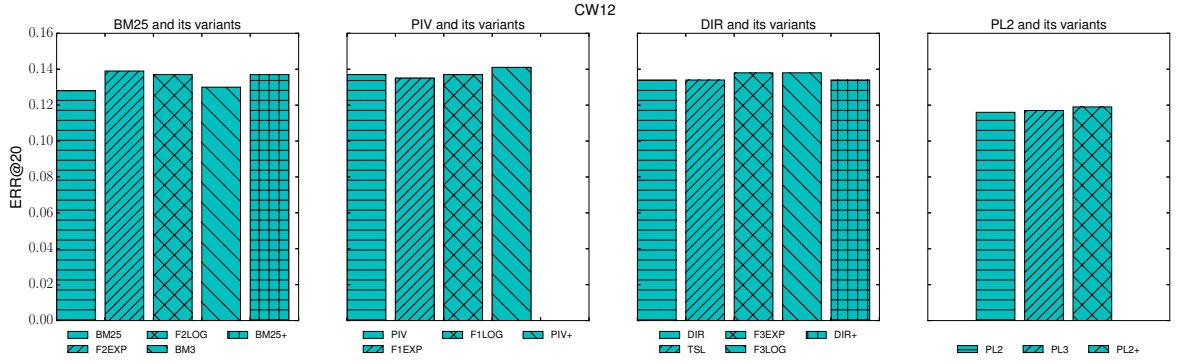 CW12
BM25 and its variants
PIV and its variants
DIR and its variants
PL2 and its variants
ERR@20
0.16
0.14
0.12
0.10
0.08
0.06
0.04
0.02
0.00
BM25 F2LOG BM25+
F2EXP BM3
PIV F1LOG PIV+
F1EXP
DIR F3EXP DIR+
TSL F3LOG
PL2 PL3 PL2+